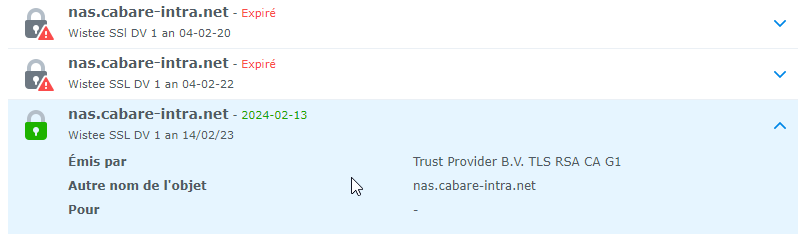 nas.cabare-intra.net - Expiré
Wistee SSl DV 1 an 04-02-20
nas.cabare-intra.net - Expiré
Wistee SSL DV 1 an 04-02-22
nas.cabare-intra.net - 2024-02-13
Wistee SSL DV 1 an 14/02/23
Émis par Trust Provider B.V. TLS RSA CA G1
Autre nom de l'objet nas.cabare-intra.net
Pour -